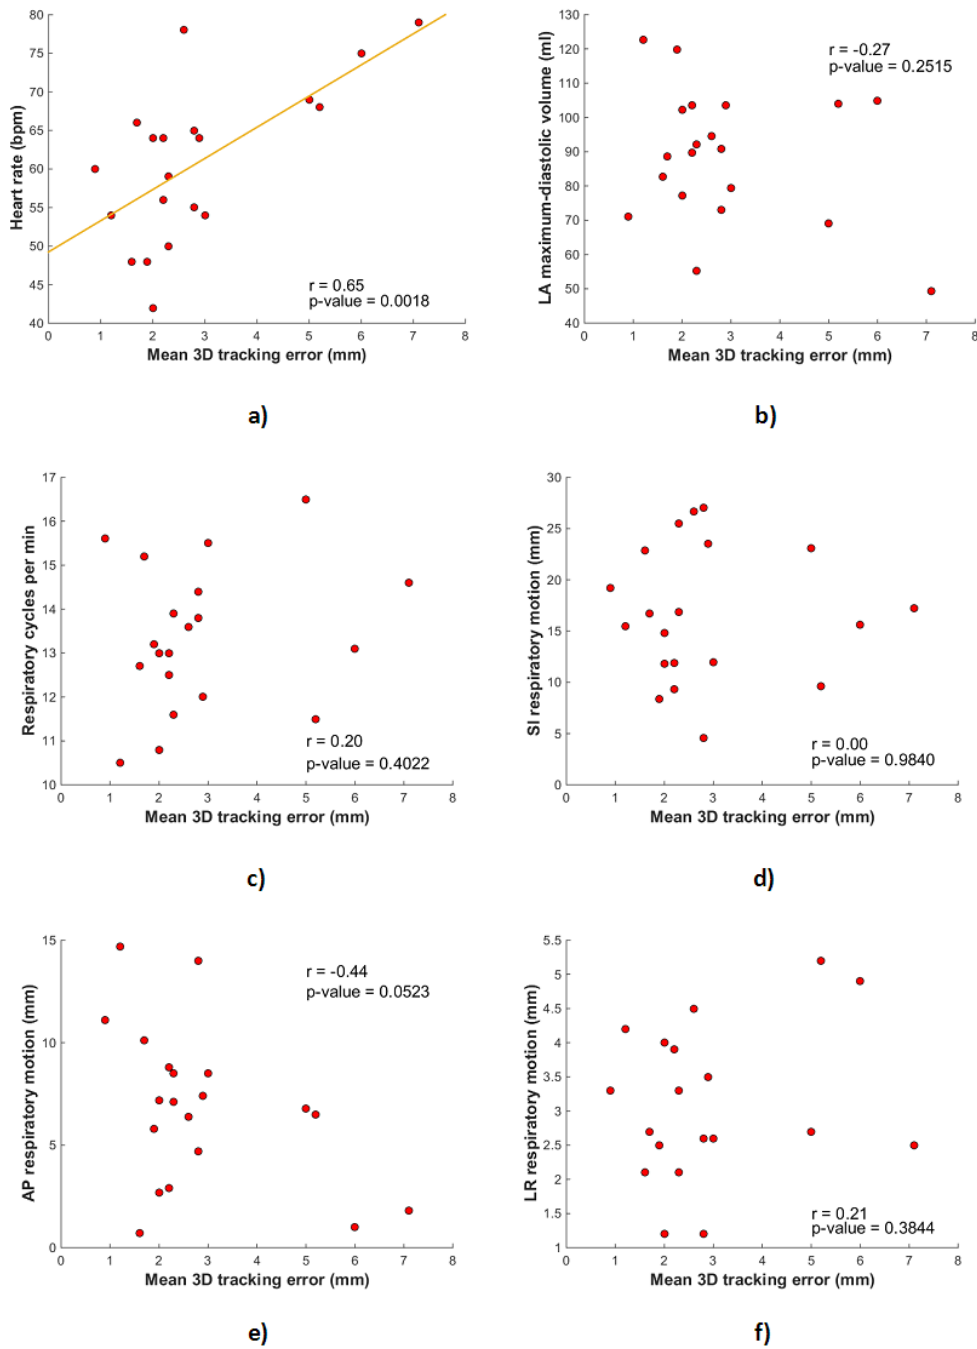 80
75
70
65
60
55
50
45
40
Heart rate (bpm)
r = 0.65
p-value = 0.0018
0 1 2 3 4 5 6 7 8
Mean 3D tracking error (mm)
a)
130
120
110
100
90
80
70
60
50
40
LA maximum-diastolic volume (ml)
r = -0.27
p-value = 0.2515
0 1 2 3 4 5 6 7 8
Mean 3D tracking error (mm)
b)
17
16
15
14
13
12
11
10
Respiratory cycles per min
r = 0.20
p-value = 0.4022
0 1 2 3 4 5 6 7 8
Mean 3D tracking error (mm)
c)
30
25
20
15
10
5
0
SI respiratory motion (mm)
r = 0.00
p-value = 0.9840
0 1 2 3 4 5 6 7 8
Mean 3D tracking error (mm)
d)
15
10
5
0
AP respiratory motion (mm)
r = -0.44
p-value = 0.0523
0 1 2 3 4 5 6 7 8
Mean 3D tracking error (mm)
e)
5.5
5
4.5
4
3.5
3
2.5
2
1.5
1
LR respiratory motion (mm)
r = 0.21
p-value = 0.3844
0 1 2 3 4 5 6 7 8
Mean 3D tracking error (mm)
f)